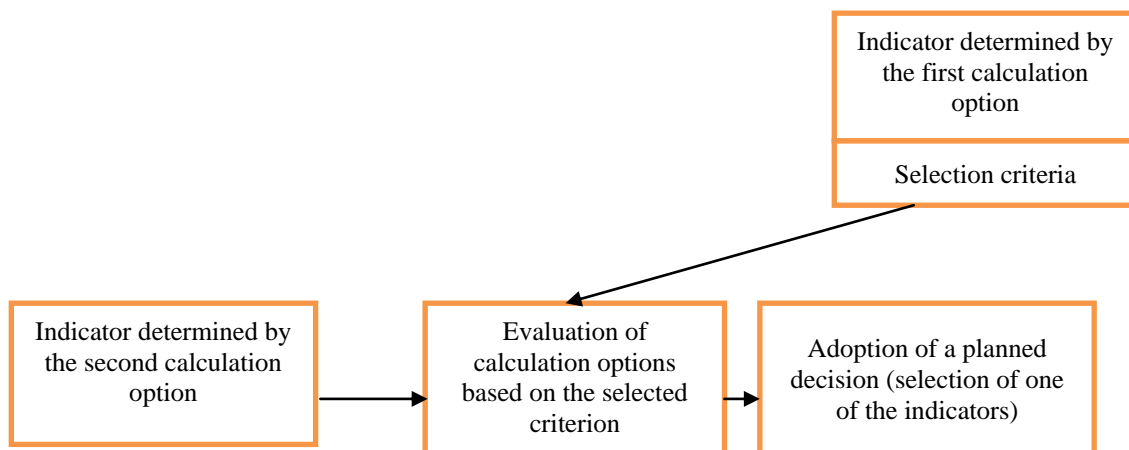 Indicator determined by
the first calculation
option
Selection criteria
Indicator determined by
the second calculation
option
Evaluation of
calculation options
based on the selected
criterion
Adoption of a planned
decision (selection of one
of the indicators)